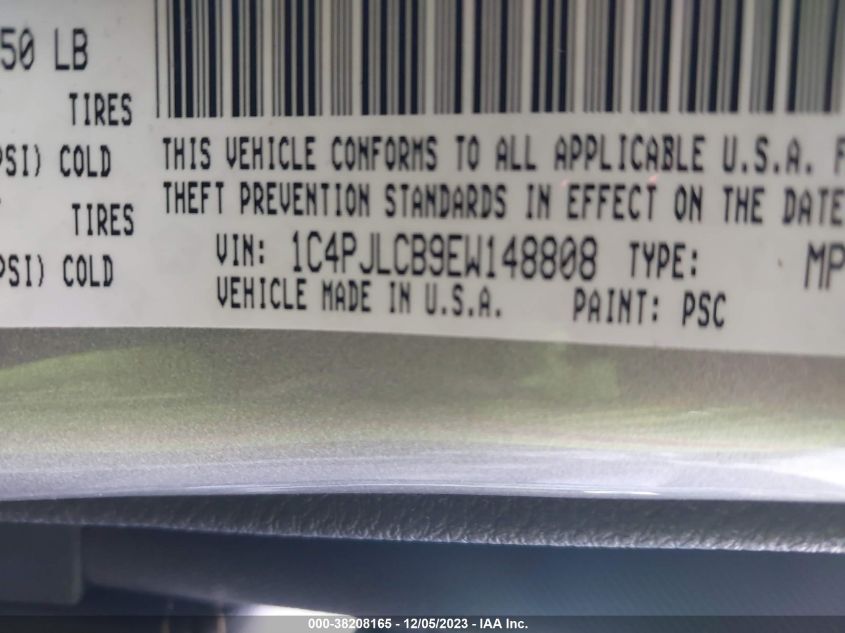 50 LB
TIRES
PSI) COLD
TIRES
PSI) COLD
THIS VEHICLE CONFORMS TO ALL APPLICABLE U.S.A. F
THEFT PREVENTION STANDARDS IN EFFECT ON THE DATE
VIN: 1C4PJLCB9EW148808 TYPE: MP
VEHICLE MADE IN U.S.A. PAINT: PSC
000-38208165 - 12/05/2023 - IAA Inc.